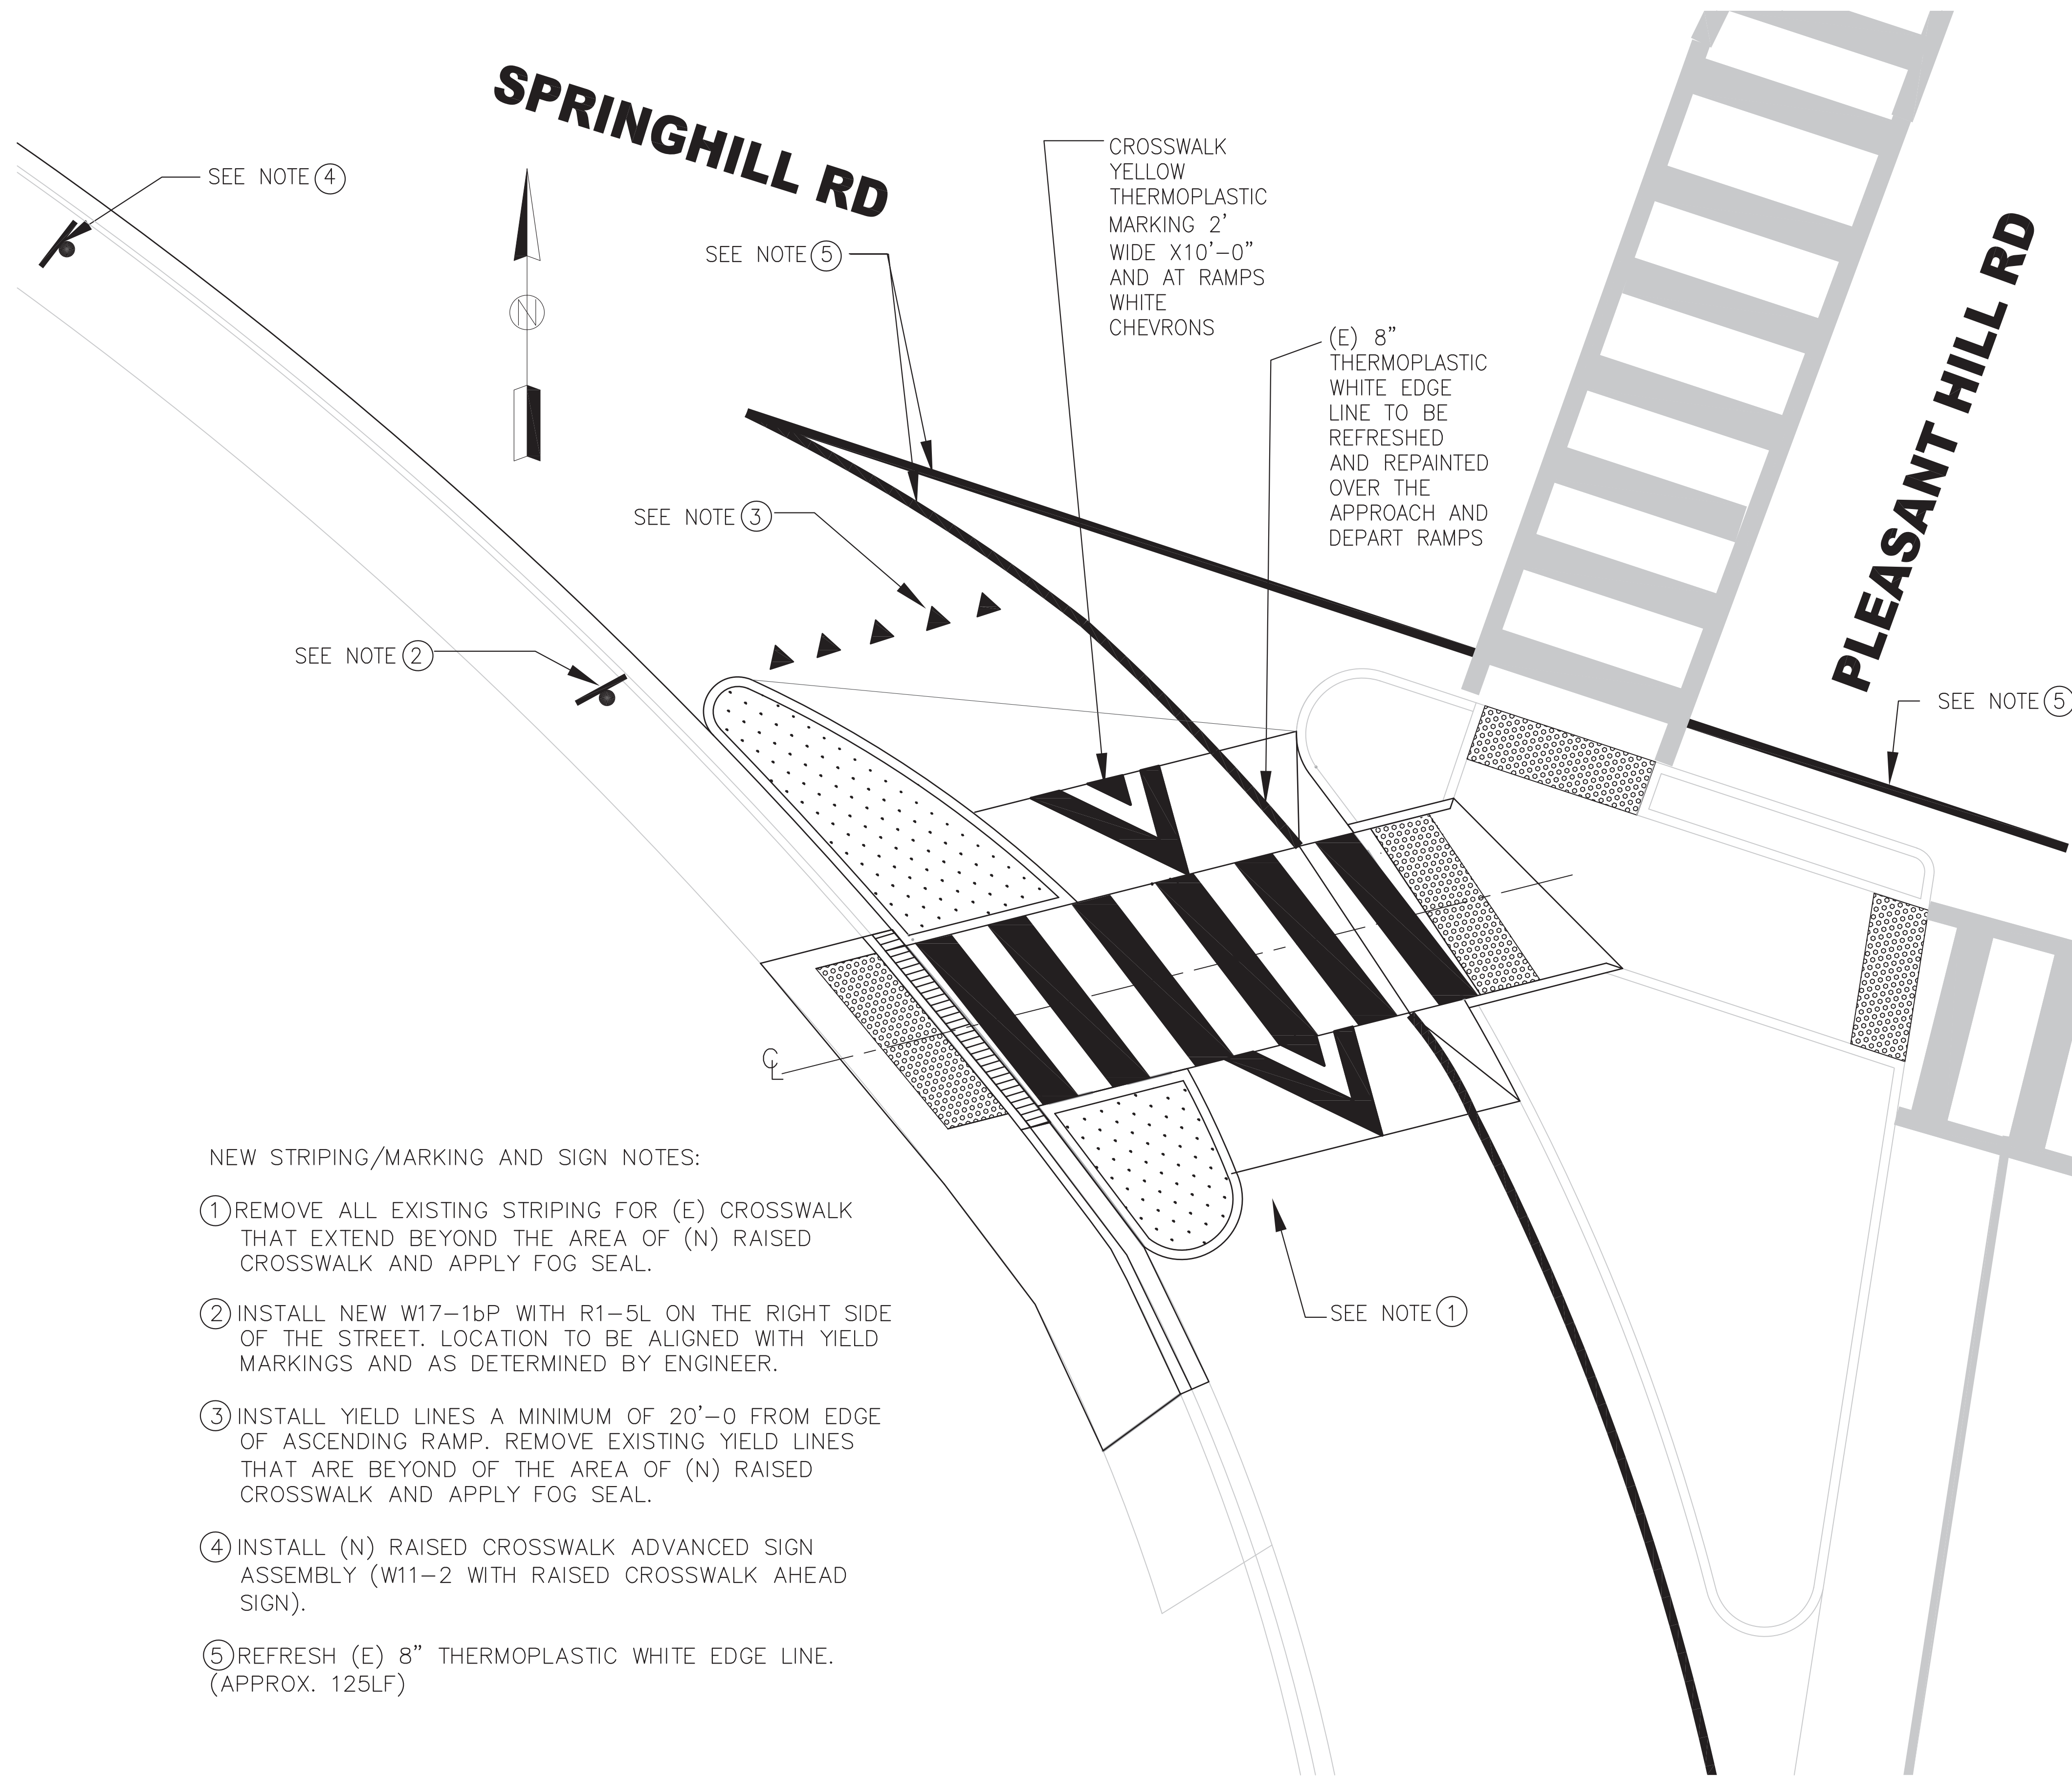 SPRINGHILL RD
SEE NOTE 4
CROSSWALK
YELLOW
THERMOPLASTIC
MARKING 2'
WIDE X10'-0"
AND AT RAMPS
WHITE
CHEVRONS
SEE NOTE 5
N
(E) 8"
THERMOPLASTIC
WHITE EDGE
LINE TO BE
REFRESHED
AND REPAINTED
OVER THE
APPROACH AND
DEPART RAMPS
PLEASANT HILL RD
SEE NOTE 3
SEE NOTE 2
SEE NOTE 5
CL
SEE NOTE 1
NEW STRIPING/MARKING AND SIGN NOTES:
1 REMOVE ALL EXISTING STRIPING FOR (E) CROSSWALK
THAT EXTEND BEYOND THE AREA OF (N) RAISED
CROSSWALK AND APPLY FOG SEAL.
2 INSTALL NEW W17-1bP WITH R1-5L ON THE RIGHT SIDE
OF THE STREET. LOCATION TO BE ALIGNED WITH YIELD
MARKINGS AND AS DETERMINED BY ENGINEER.
3 INSTALL YIELD LINES A MINIMUM OF 20'-0 FROM EDGE
OF ASCENDING RAMP. REMOVE EXISTING YIELD LINES
THAT ARE BEYOND OF THE AREA OF (N) RAISED
CROSSWALK AND APPLY FOG SEAL.
4 INSTALL (N) RAISED CROSSWALK ADVANCED SIGN
ASSEMBLY (W11-2 WITH RAISED CROSSWALK AHEAD
SIGN).
5 REFRESH (E) 8" THERMOPLASTIC WHITE EDGE LINE.
(APPROX. 125LF)